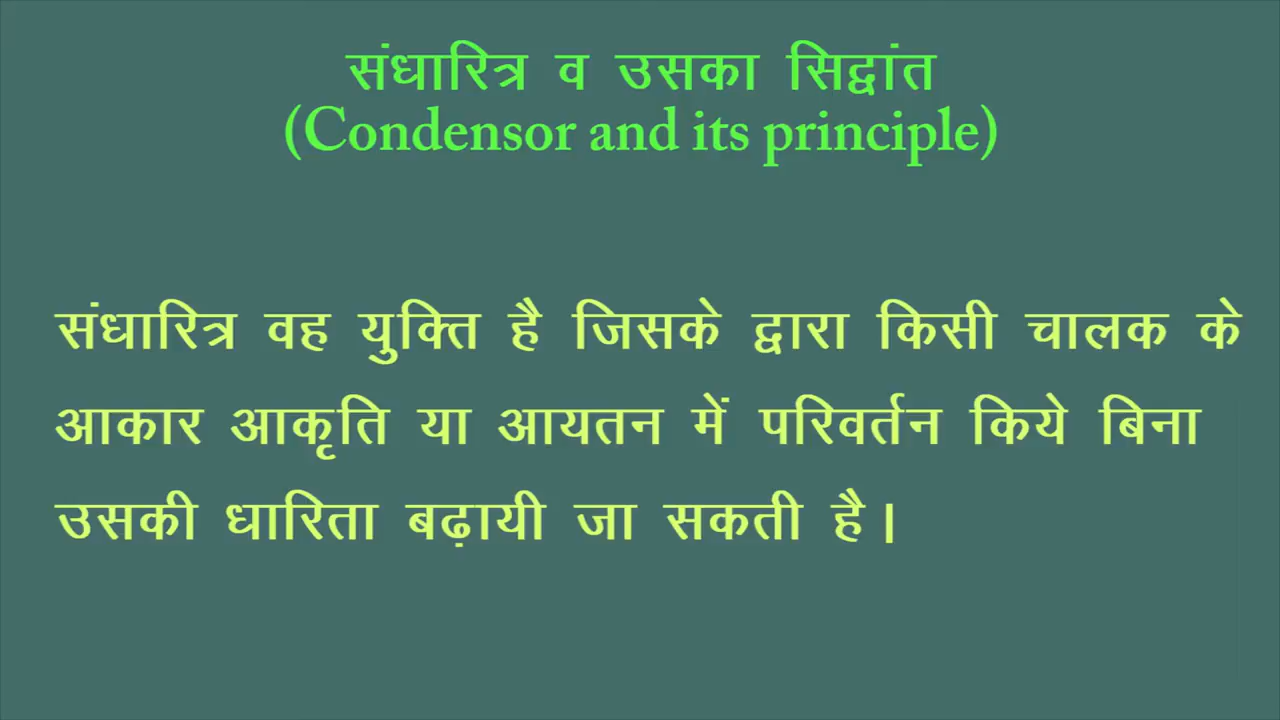 संधारित्र व उसका सिद्वांत
(Condensor and its principle)
संधारित्र वह युक्ति है जिसके द्वारा किसी चालक के
आकार आकृति या आयतन में परिवर्तन किये बिना
उसकी धारिता बढ़ायी जा सकती है।